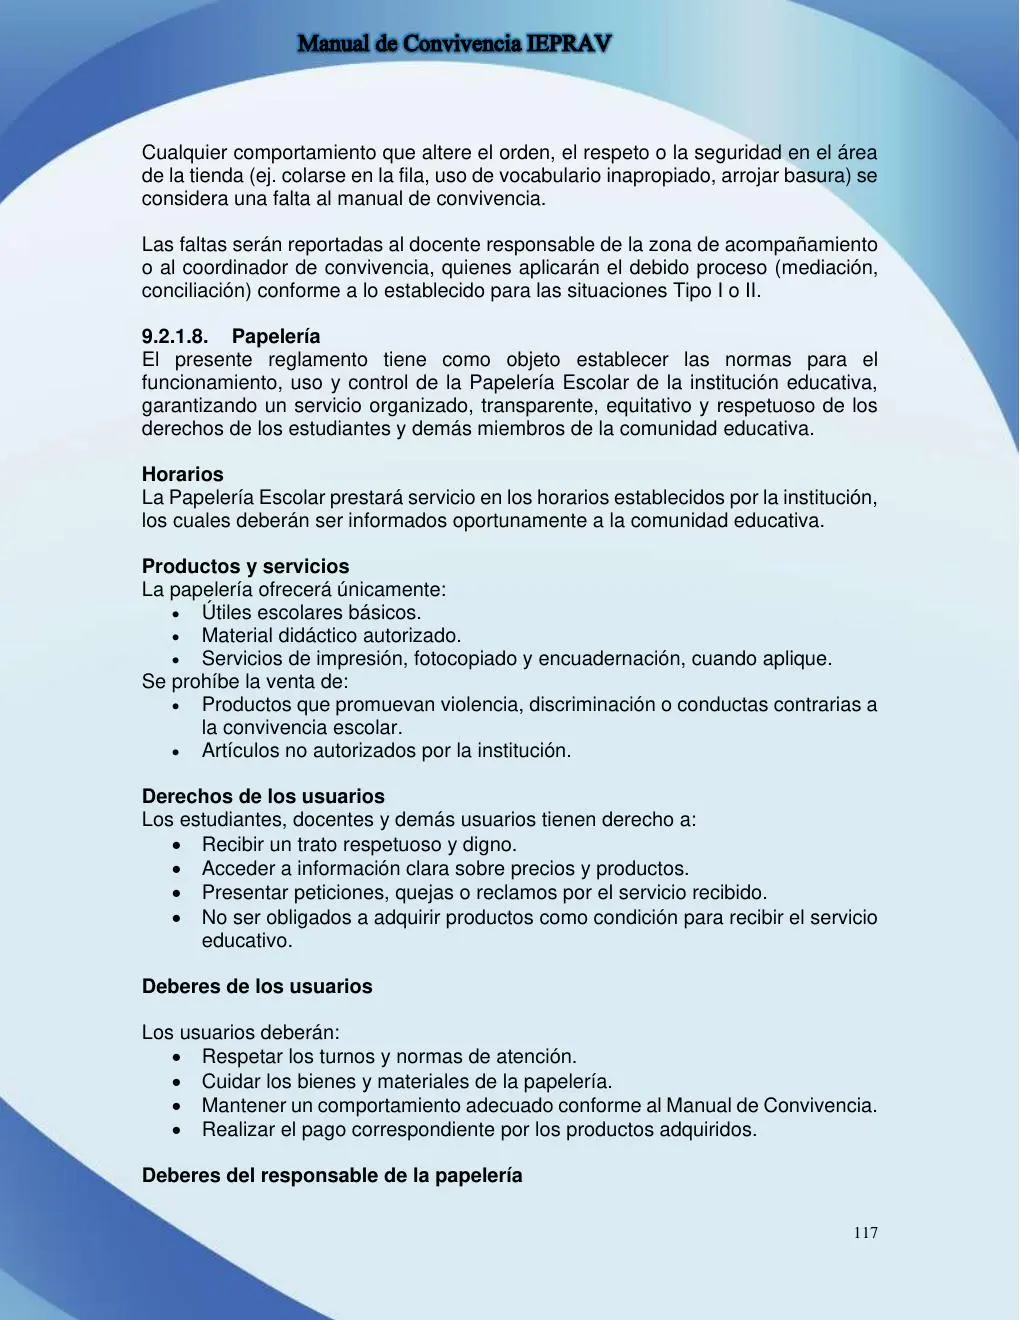 Manual de Convivencia IEPRAV
Cualquier comportamiento que altere el orden, el respeto o la seguridad en el área
de la tienda (ej. colarse en la fila, uso de vocabulario inapropiado, arrojar basura) se
considera una falta al manual de convivencia.
Las faltas serán reportadas al docente responsable de la zona de acompañamiento
o al coordinador de convivencia, quienes aplicarán el debido proceso (mediación,
conciliación) conforme a lo establecido para las situaciones Tipo I o II.
9.2.1.8. Papelería
El presente reglamento tiene como objeto establecer las normas para el
funcionamiento, uso y control de la Papelería Escolar de la institución educativa,
garantizando un servicio organizado, transparente, equitativo y respetuoso de los
derechos de los estudiantes y demás miembros de la comunidad educativa.
Horarios
La Papelería Escolar prestará servicio en los horarios establecidos por la institución,
los cuales deberán ser informados oportunamente a la comunidad educativa.
Productos y servicios
La papelería ofrecerá únicamente:
• Útiles escolares básicos.
• Material didáctico autorizado.
• Servicios de impresión, fotocopiado y encuadernación, cuando aplique.
Se prohíbe la venta de:
• Productos que promuevan violencia, discriminación o conductas contrarias a
la convivencia escolar.
• Artículos no autorizados por la institución.
Derechos de los usuarios
Los estudiantes, docentes y demás usuarios tienen derecho a:
• Recibir un trato respetuoso y digno.
• Acceder a información clara sobre precios y productos.
• Presentar peticiones, quejas o reclamos por el servicio recibido.
• No ser obligados a adquirir productos como condición para recibir el servicio
educativo.
Deberes de los usuarios
Los usuarios deberán:
• Respetar los turnos y normas de atención.
• Cuidar los bienes y materiales de la papelería.
• Mantener un comportamiento adecuado conforme al Manual de Convivencia.
• Realizar el pago correspondiente por los productos adquiridos.
Deberes del responsable de la papelería
117